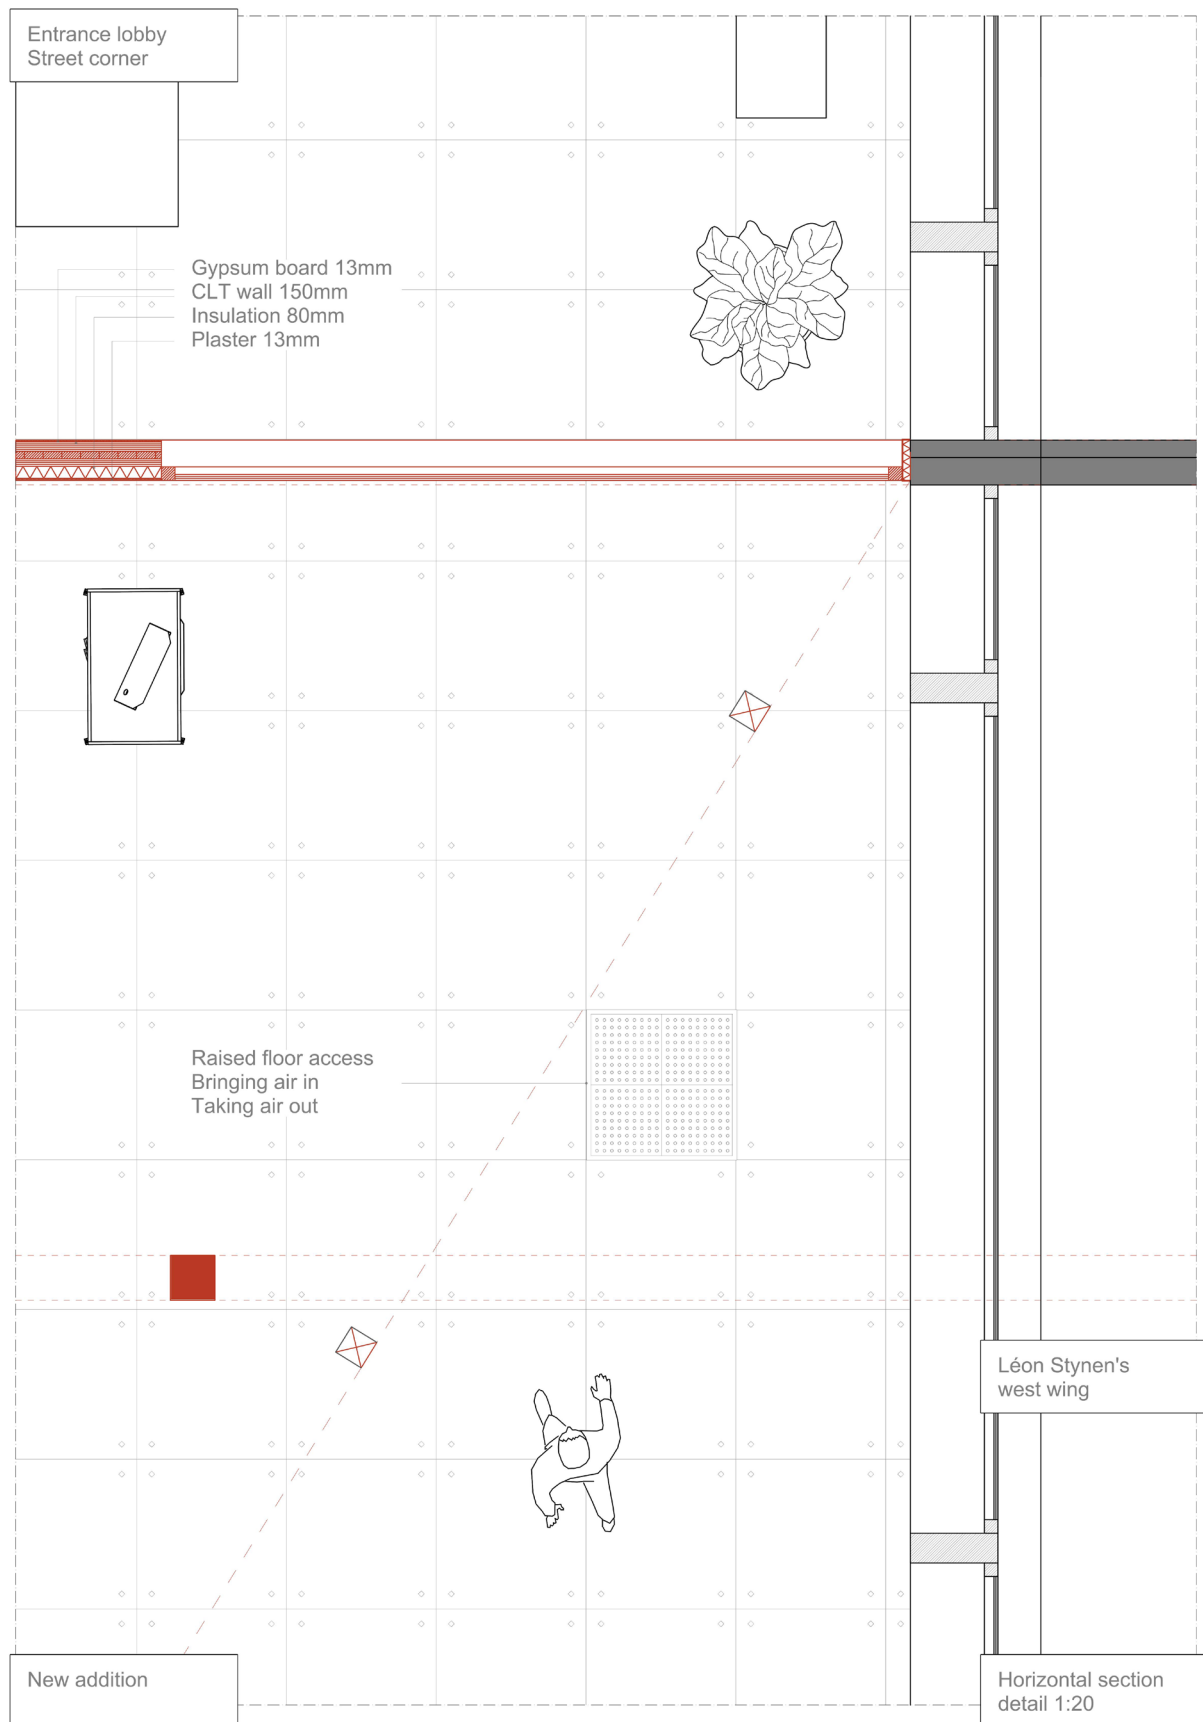 Entrance lobby
Street corner
Gypsum board 13mm
CLT wall 150mm
Insulation 80mm
Plaster 13mm
Raised floor access
Bringing air in
Taking air out
Léon Stynen's
west wing
New addition
Horizontal section
detail 1:20